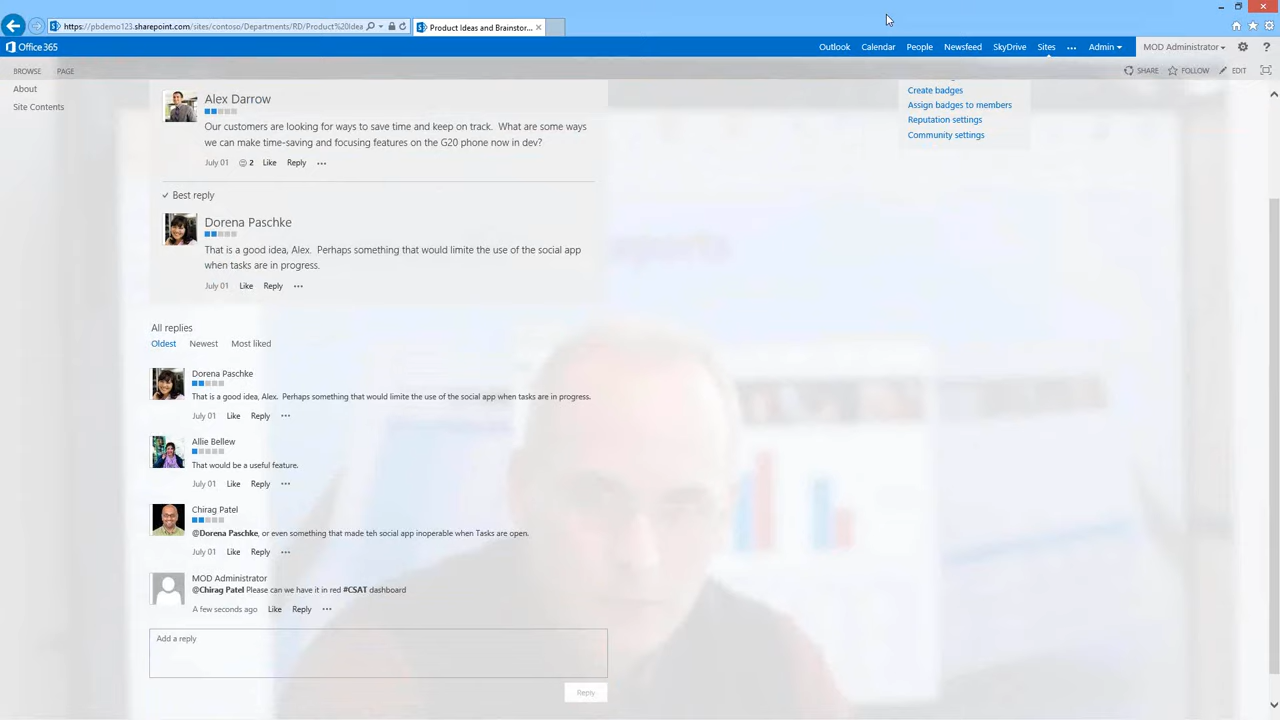 https://pbdemo123.sharepoint.com/sites/contoso/Departments/RD/Product%20Idea
Product Ideas and Brainstor...
Office 365
Outlook Calendar People Newsfeed SkyDrive Sites ... Admin MOD Administrator ?
BROWSE PAGE SHARE FOLLOW EDIT
About
Site Contents
Create badges
Assign badges to members
Reputation settings
Community settings
Alex Darrow
Our customers are looking for ways to save time and keep on track. What are some ways
we can make time-saving and focusing features on the G20 phone now in dev?
July 01 2 Like Reply ...
Best reply
Dorena Paschke
That is a good idea, Alex. Perhaps something that would limite the use of the social app
when tasks are in progress.
July 01 Like Reply ...
All replies
Oldest Newest Most liked
Dorena Paschke
That is a good idea, Alex. Perhaps something that would limite the use of the social app when tasks are in progress.
July 01 Like Reply ...
Allie Bellew
That would be a useful feature.
July 01 Like Reply ...
Chirag Patel
@Dorena Paschke, or even something that made teh social app inoperable when Tasks are open.
July 01 Like Reply ...
MOD Administrator
@Chirag Patel Please can we have it in red #CSAT dashboard
A few seconds ago Like Reply ...
Add a reply
Reply